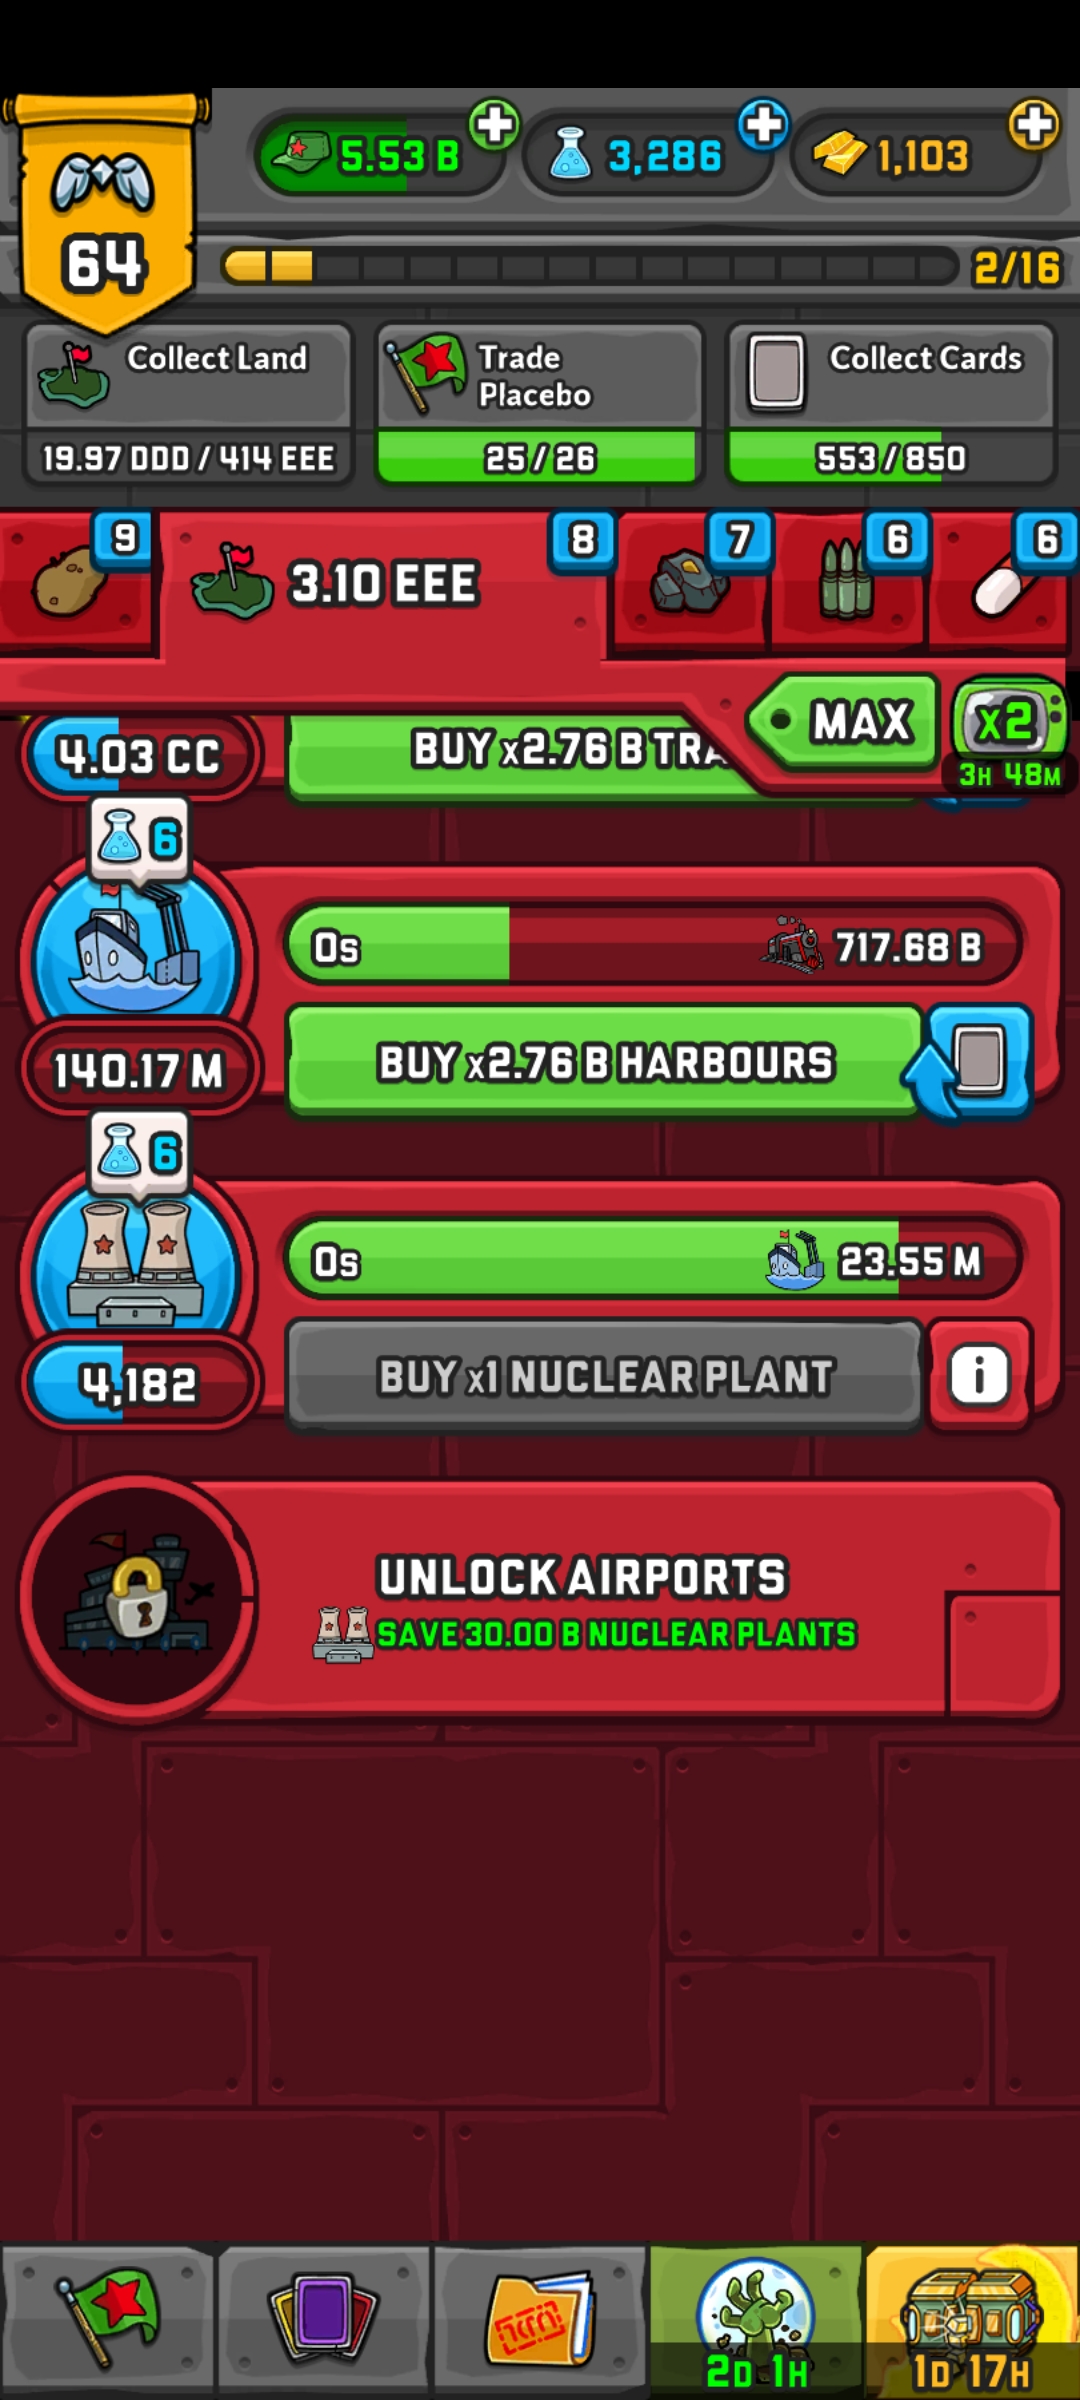 64
5.53 B
3,286
1,103
2/16
Collect Land
19.97 DDD / 414 EEE
Trade
Placebo
25 / 26
Collect Cards
553 / 850
9
3.10 EEE
8
7
6
6
MAX
x2
3H 48M
4.03 CC
BUY x2.76 B TRA
6
0s
717.68 B
140.17 M
BUY x2.76 B HARBOURS
6
0s
23.55 M
4,182
BUY x1 NUCLEAR PLANT
i
UNLOCK AIRPORTS
SAVE 30.00 B NUCLEAR PLANTS
2D 1H
1D 17H